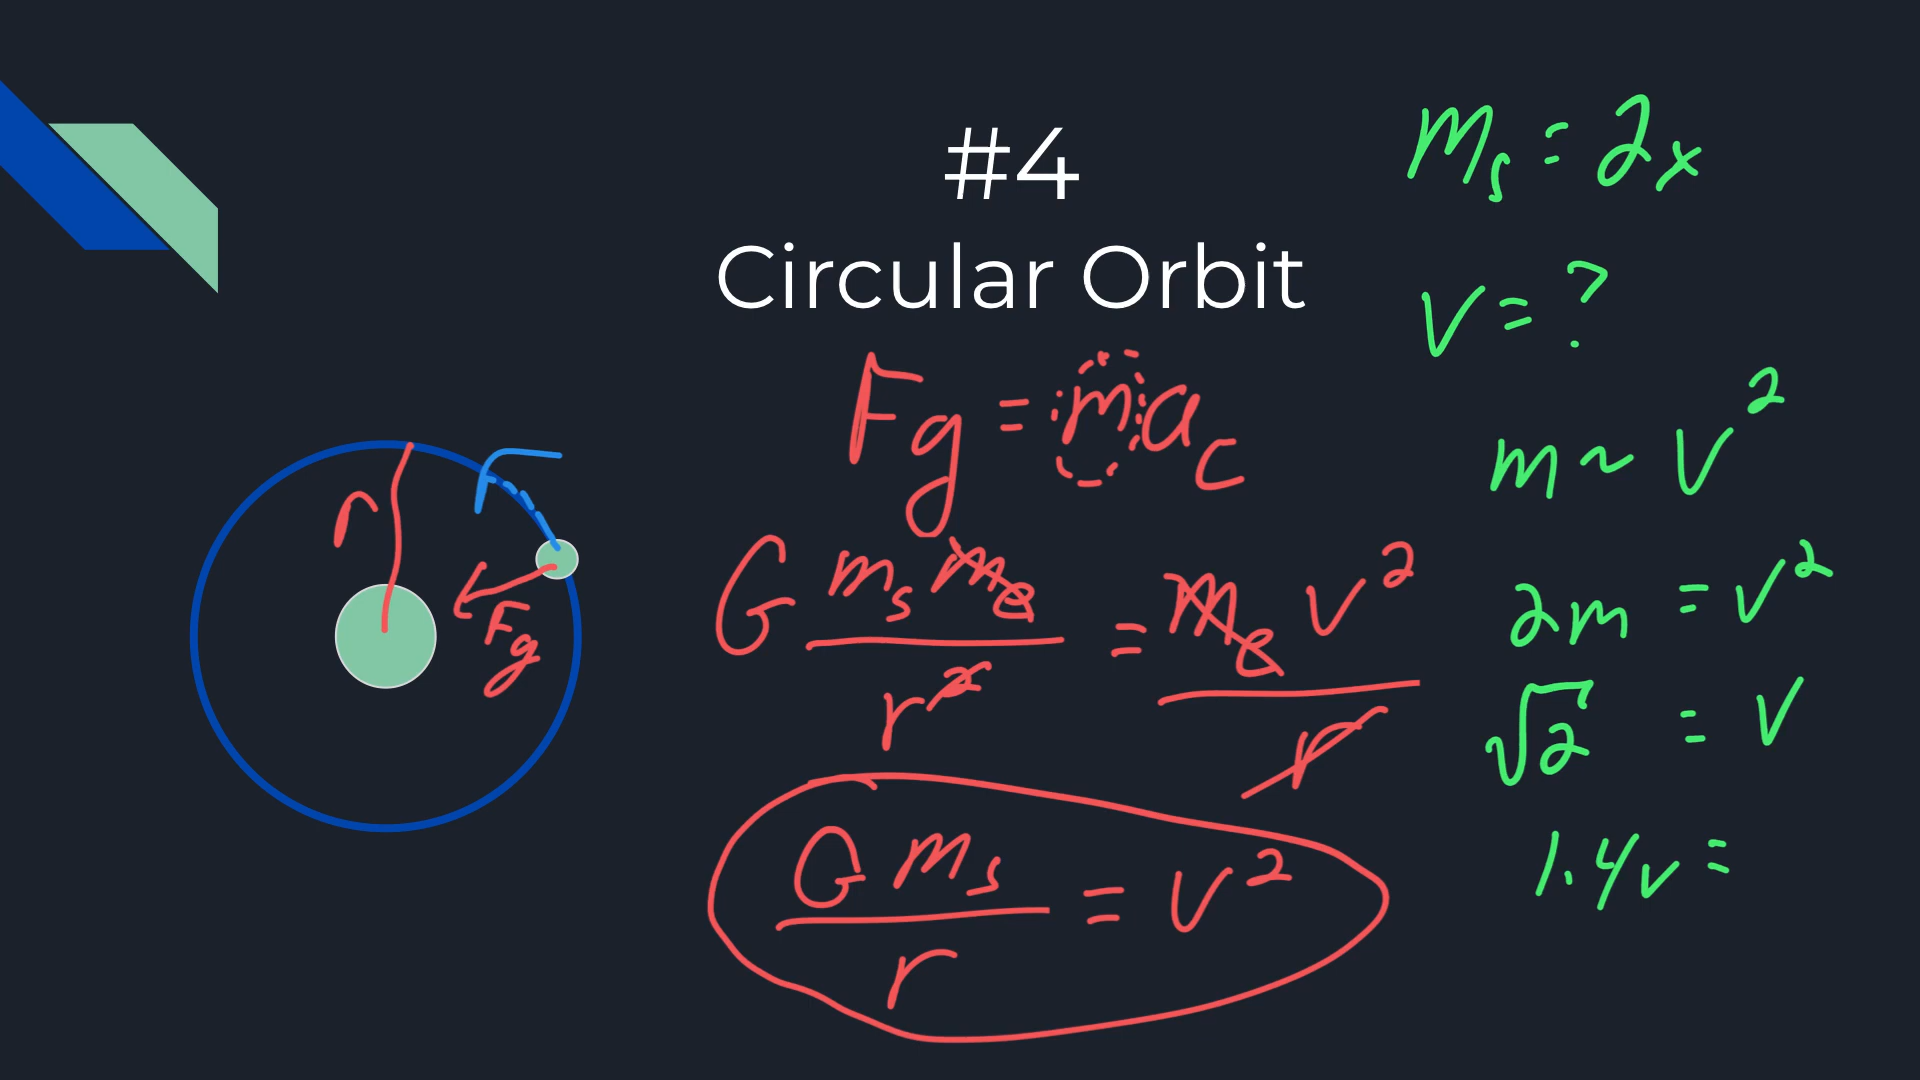 #4
Circular Orbit
Fg = mac
G msme / r² = mev² / r
Gms / r = v²
r
Fg
Ms = 2x
V = ?
m ~ v²
2m = v²
√2 = v
1.4v =